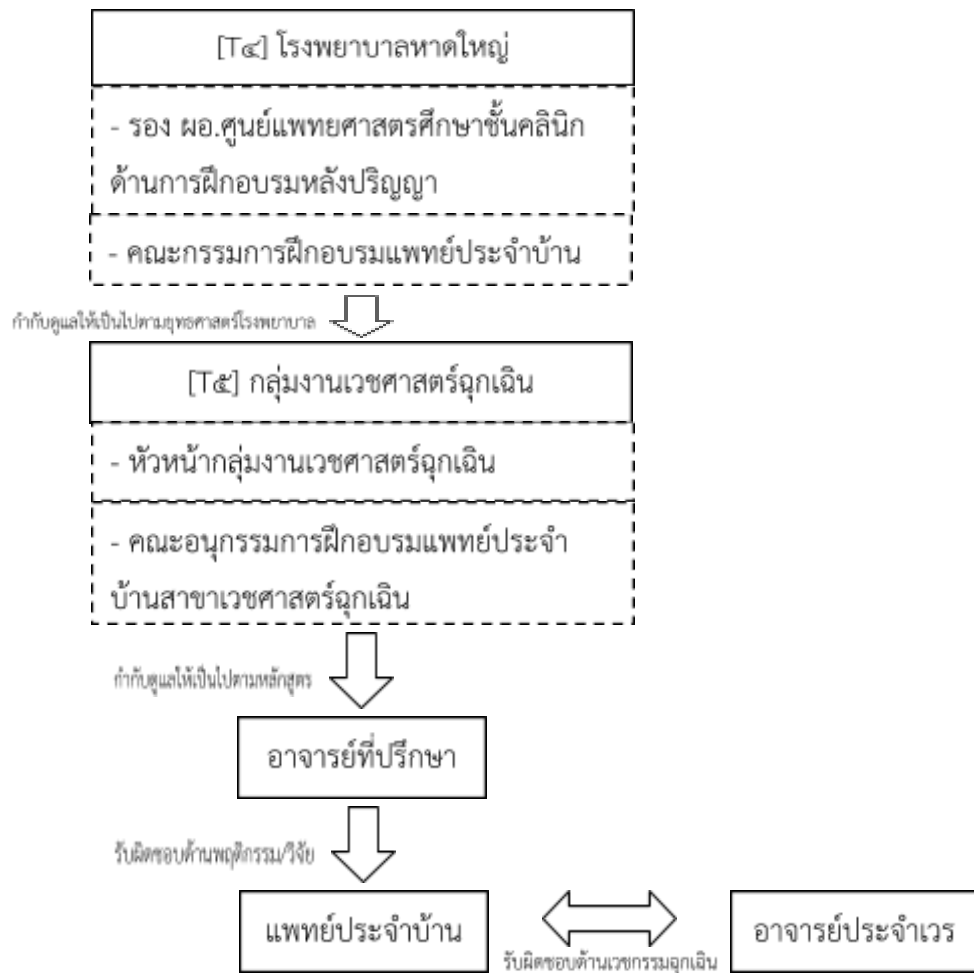 [T๔] โรงพยาบาลหาดใหญ่
- รอง ผอ.ศูนย์แพทยศาสตรศึกษาชั้นคลินิก
ด้านการฝึกอบรมหลังปริญญา
- คณะกรรมการฝึกอบรมแพทย์ประจำบ้าน
กำกับดูแลให้เป็นไปตามยุทธศาสตร์โรงพยาบาล
[T๕] กลุ่มงานเวชศาสตร์ฉุกเฉิน
- หัวหน้ากลุ่มงานเวชศาสตร์ฉุกเฉิน
- คณะอนุกรรมการฝึกอบรมแพทย์ประจำ
บ้านสาขาเวชศาสตร์ฉุกเฉิน
กำกับดูแลให้เป็นไปตามหลักสูตร
อาจารย์ที่ปรึกษา
รับผิดชอบด้านพฤติกรรม/วิจัย
แพทย์ประจำบ้าน
อาจารย์ประจำเวร
รับผิดชอบด้านเวชกรรมฉุกเฉิน